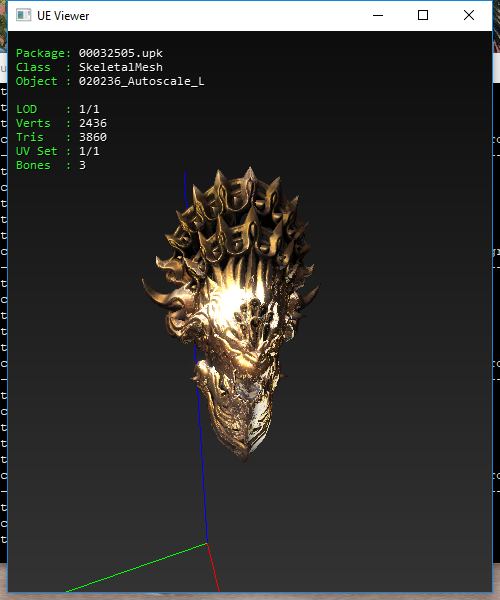 UE Viewer
Package: 00032505.upk
Class : SkeletalMesh
Object : 020236_Autoscale_L
LOD : 1/1
Verts : 2436
Tris : 3860
UV Set : 1/1
Bones : 3